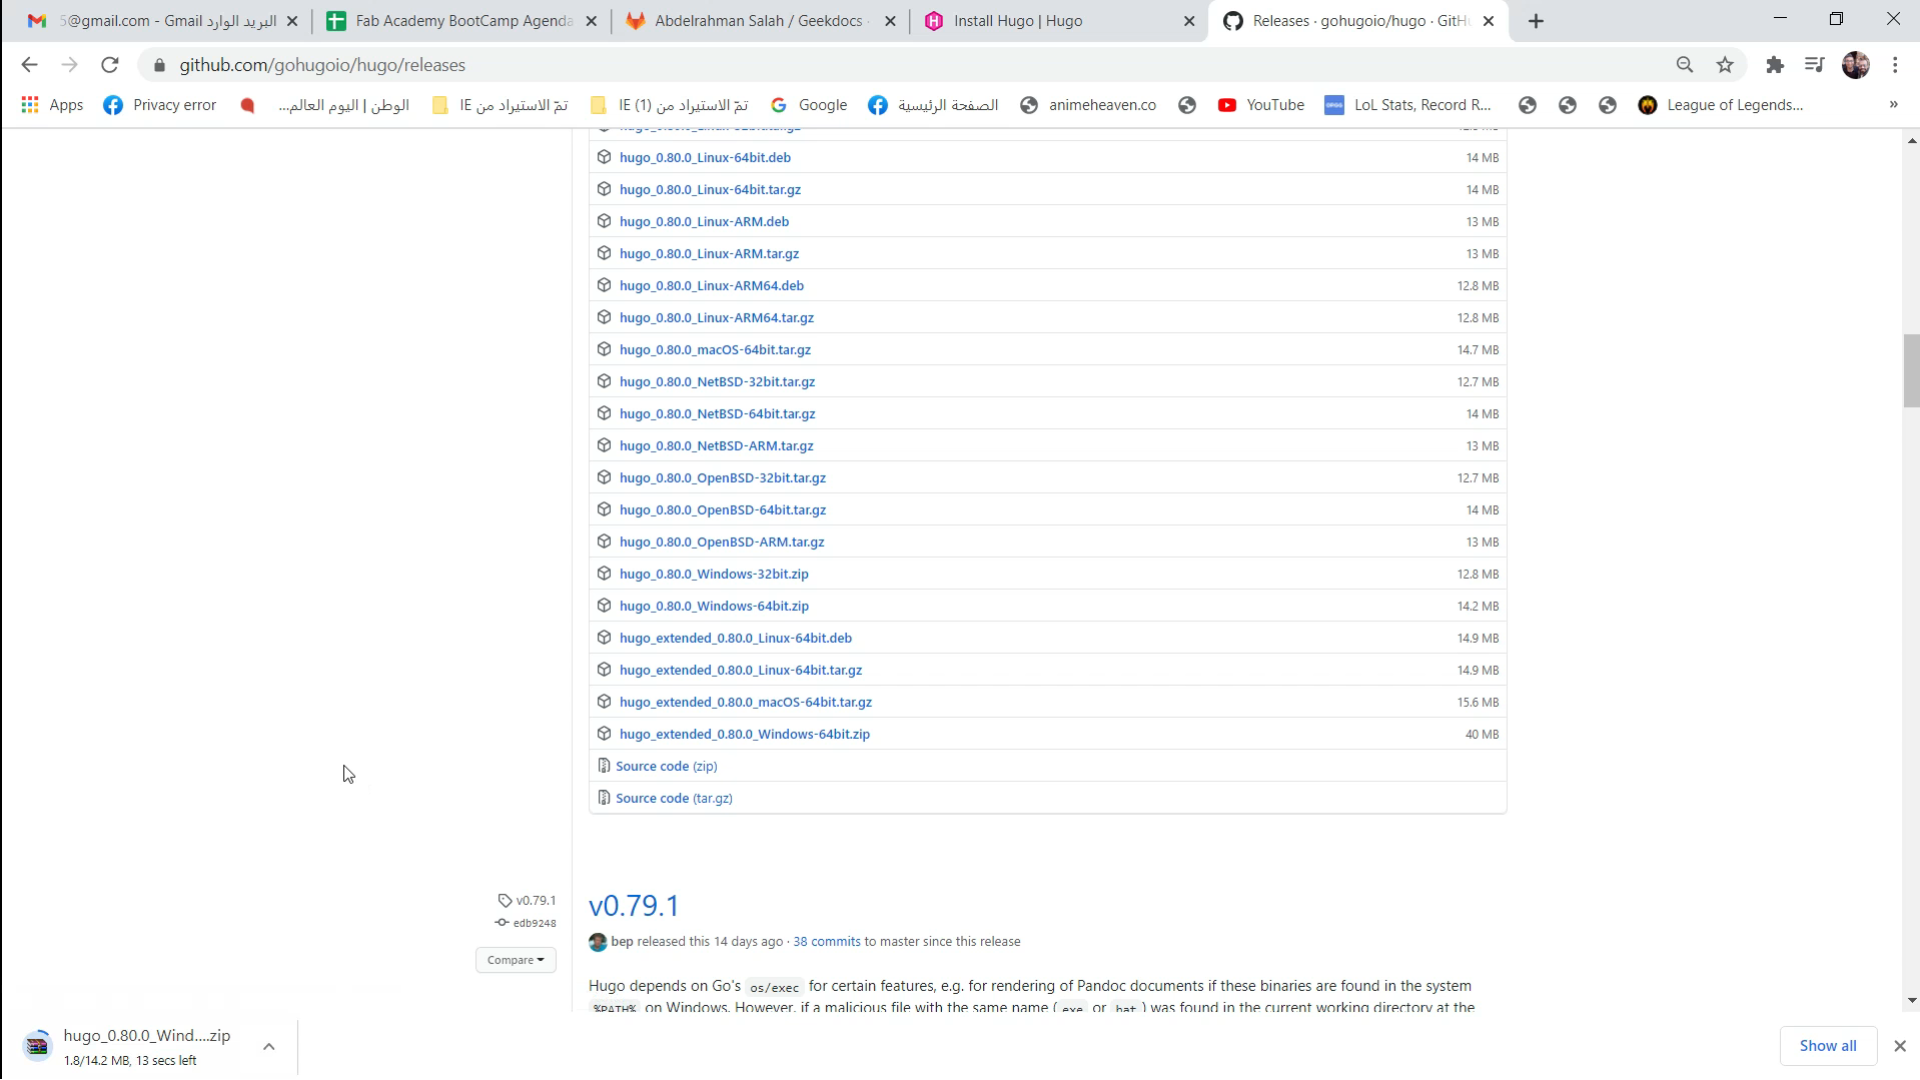 5@gmail.com - Gmail البريد الوارد
Fab Academy BootCamp Agenda
Abdelrahman Salah / Geekdocs
Install Hugo | Hugo
Releases · gohugoio/hugo · GitH
github.com/gohugoio/hugo/releases
Apps
Privacy error
الوطن | اليوم العالم...
تمّ الاستيراد من IE
تمّ الاستيراد من IE (1)
Google
الصفحة الرئيسية
animeheaven.co
YouTube
LoL Stats, Record R...
League of Legends...
»
hugo_0.80.0_Linux-32bit.tar.gz
hugo_0.80.0_Linux-64bit.deb 14 MB
hugo_0.80.0_Linux-64bit.tar.gz 14 MB
hugo_0.80.0_Linux-ARM.deb 13 MB
hugo_0.80.0_Linux-ARM.tar.gz 13 MB
hugo_0.80.0_Linux-ARM64.deb 12.8 MB
hugo_0.80.0_Linux-ARM64.tar.gz 12.8 MB
hugo_0.80.0_macOS-64bit.tar.gz 14.7 MB
hugo_0.80.0_NetBSD-32bit.tar.gz 12.7 MB
hugo_0.80.0_NetBSD-64bit.tar.gz 14 MB
hugo_0.80.0_NetBSD-ARM.tar.gz 13 MB
hugo_0.80.0_OpenBSD-32bit.tar.gz 12.7 MB
hugo_0.80.0_OpenBSD-64bit.tar.gz 14 MB
hugo_0.80.0_OpenBSD-ARM.tar.gz 13 MB
hugo_0.80.0_Windows-32bit.zip 12.8 MB
hugo_0.80.0_Windows-64bit.zip 14.2 MB
hugo_extended_0.80.0_Linux-64bit.deb 14.9 MB
hugo_extended_0.80.0_Linux-64bit.tar.gz 14.9 MB
hugo_extended_0.80.0_macOS-64bit.tar.gz 15.6 MB
hugo_extended_0.80.0_Windows-64bit.zip 40 MB
Source code (zip)
Source code (tar.gz)
v0.79.1
edb9248
Compare
v0.79.1
bep released this 14 days ago · 38 commits to master since this release
Hugo depends on Go's os/exec for certain features, e.g. for rendering of Pandoc documents if these binaries are found in the system
%PATH% on Windows. However, if a malicious file with the same name ( exe or bat ) was found in the current working directory at the
hugo_0.80.0_Wind....zip
1.8/14.2 MB, 13 secs left
Show all